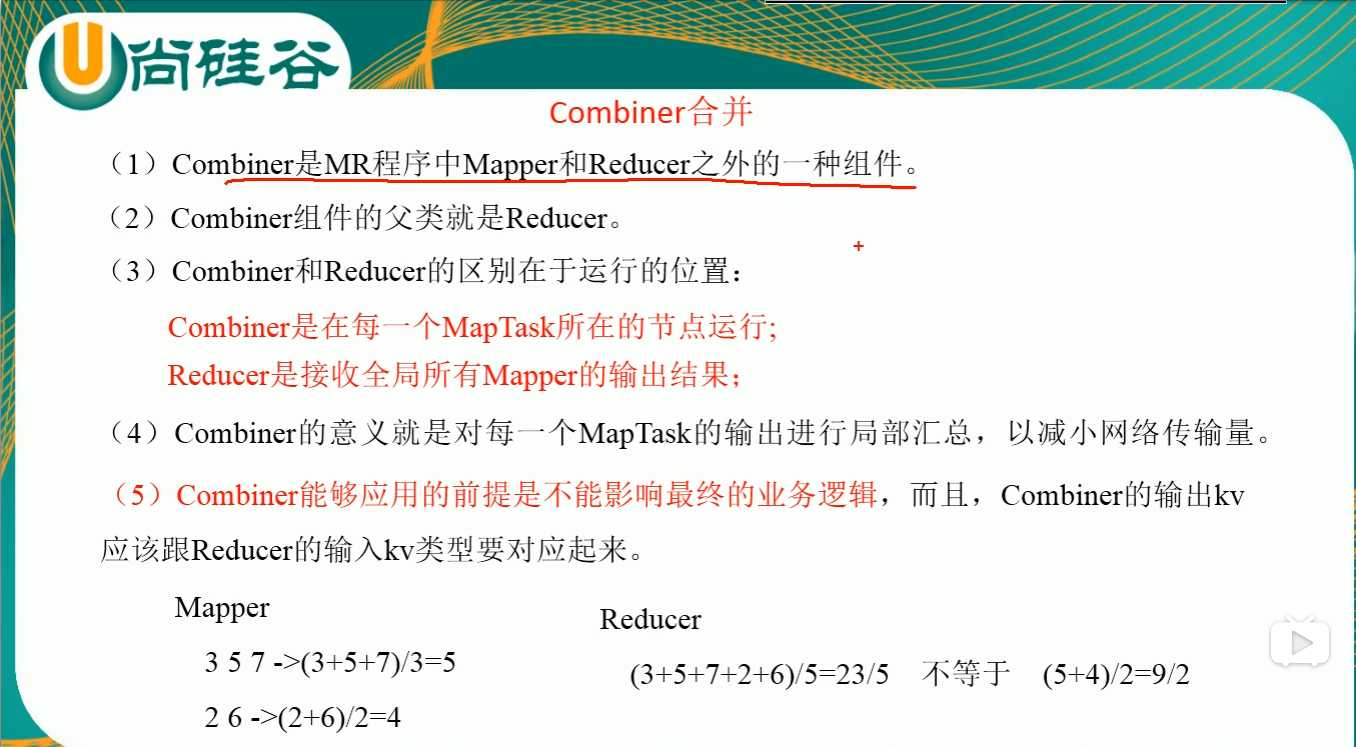 尚硅谷
Combiner合并
（1）Combiner是MR程序中Mapper和Reducer之外的一种组件。
（2）Combiner组件的父类就是Reducer。
（3）Combiner和Reducer的区别在于运行的位置：
Combiner是在每一个MapTask所在的节点运行;
Reducer是接收全局所有Mapper的输出结果；
（4）Combiner的意义就是对每一个MapTask的输出进行局部汇总，以减小网络传输量。
（5）Combiner能够应用的前提是不能影响最终的业务逻辑，而且，Combiner的输出kv
应该跟Reducer的输入kv类型要对应起来。
Mapper
3 5 7 ->(3+5+7)/3=5
2 6 ->(2+6)/2=4
Reducer
(3+5+7+2+6)/5=23/5 不等于 (5+4)/2=9/2